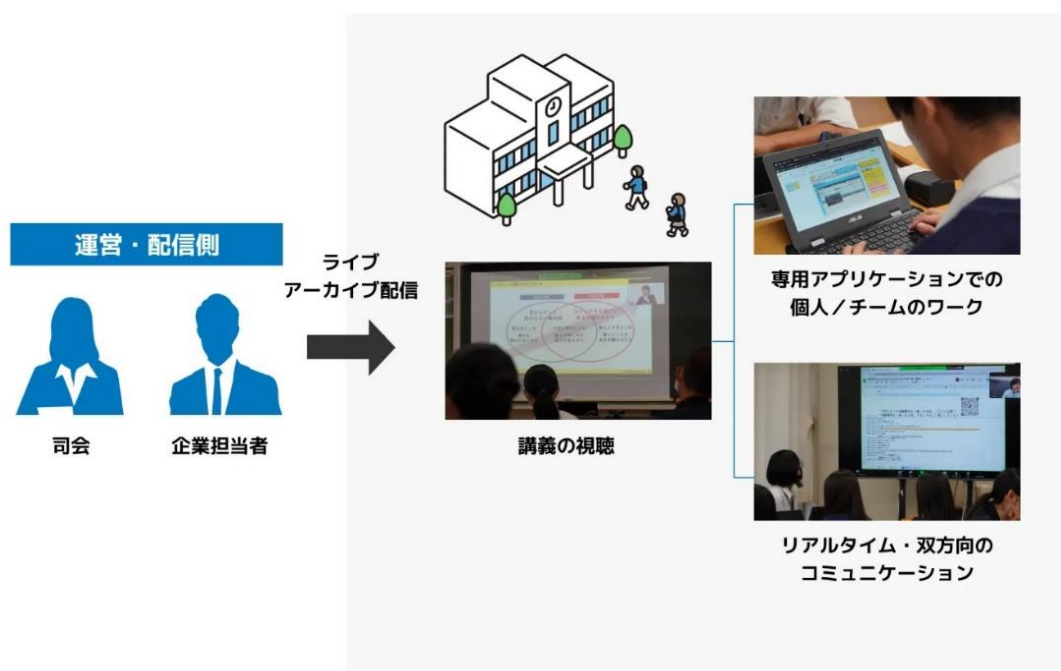 運営・配信側
司会
企業担当者
ライブ
アーカイブ配信
講義の視聴
専用アプリケーションでの
個人／チームのワーク
リアルタイム・双方向の
コミュニケーション